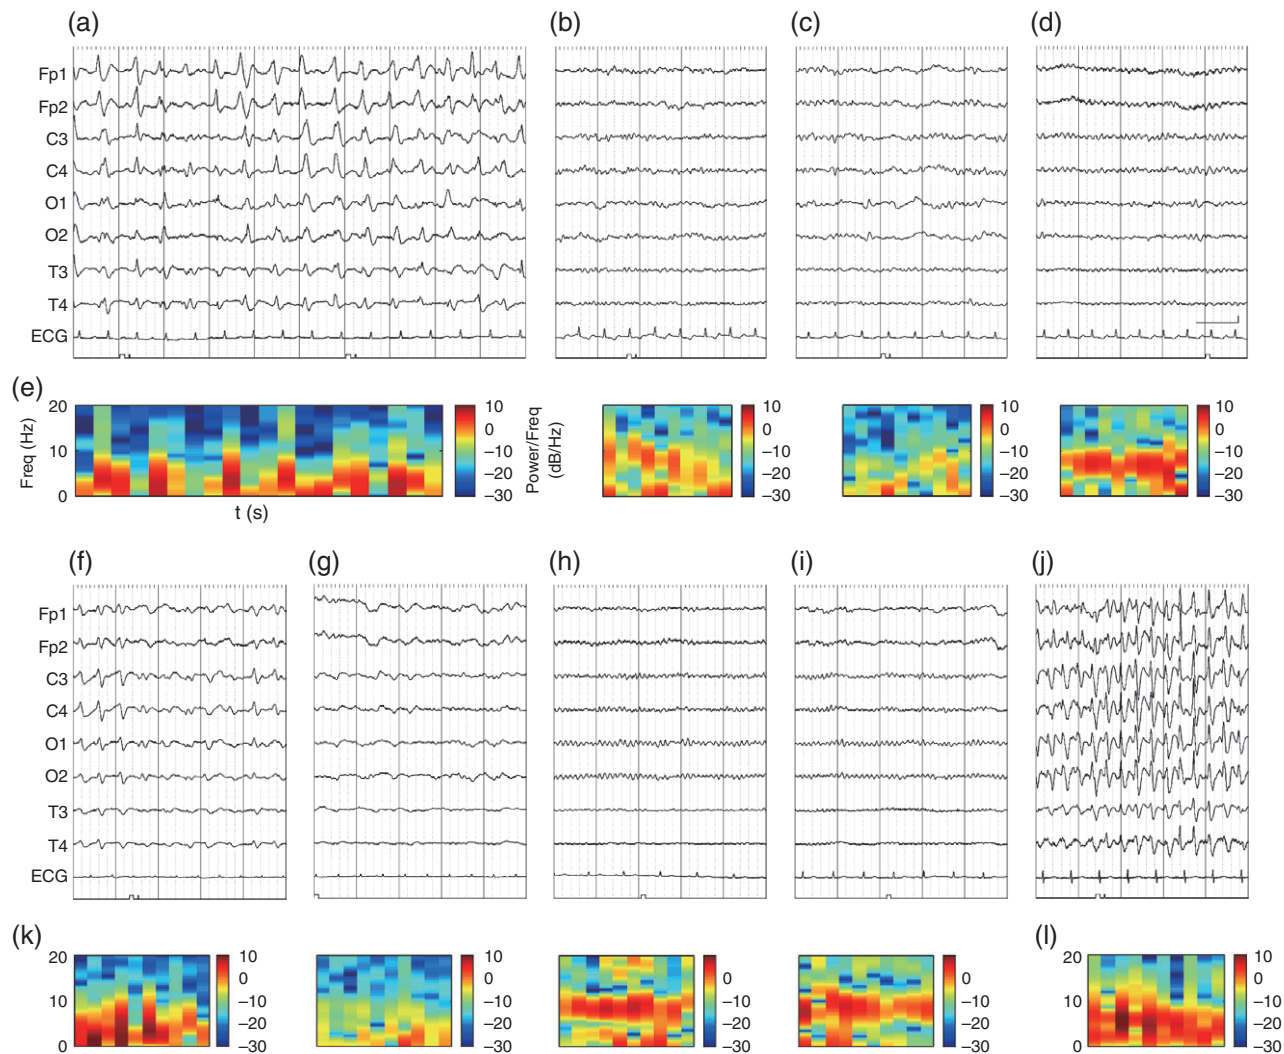 (a) (b) (c) (d)
Fp1
Fp2
C3
C4
O1
O2
T3
T4
ECG
(e)
20 10 10 10 10
0 0 0 0
10 −10 −10 −10 −10
−20 −20 −20 −20
0 −30 −30 −30 −30
Freq (Hz)
t (s)
Power/Freq
(dB/Hz)
(f) (g) (h) (i) (j)
Fp1
Fp2
C3
C4
O1
O2
T3
T4
ECG
(k) (l)
20 10 10 20 10
0 0 0 0 0
10 −10 −10 −10 −10 10 −10
−20 −20 −20 −20 −20
0 −30 −30 −30 −30 0 −30